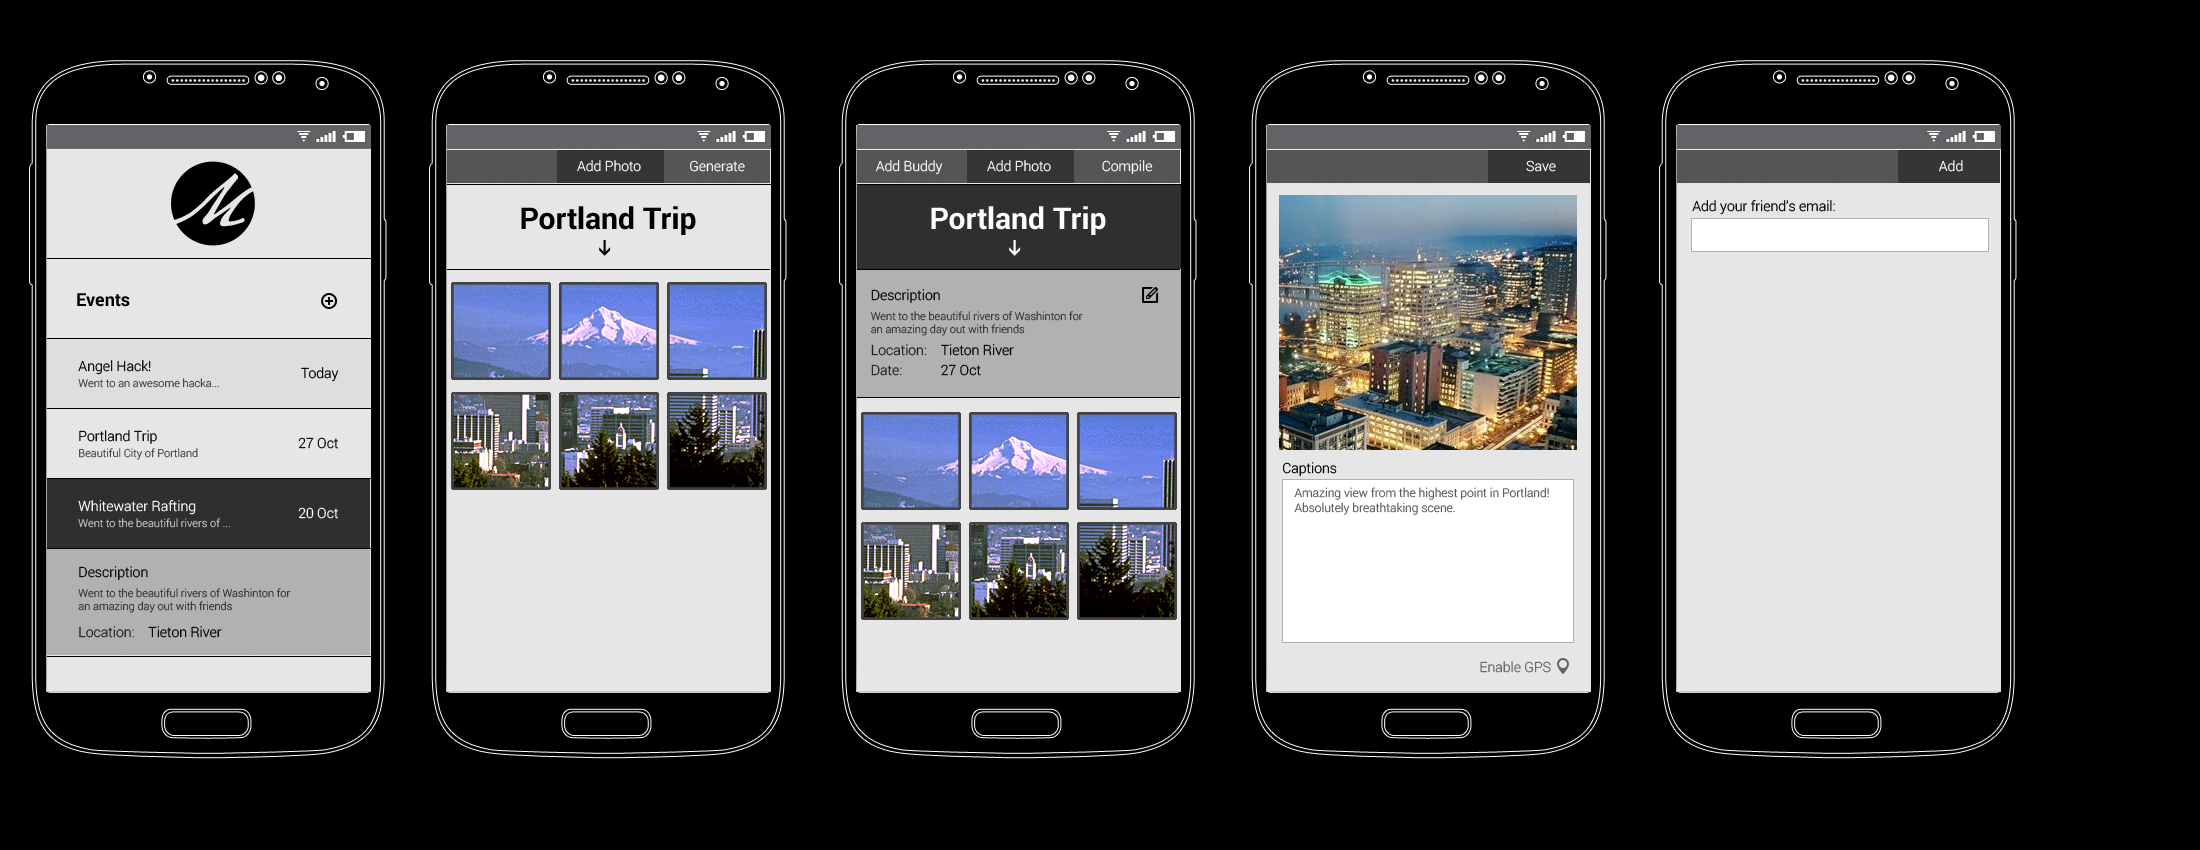 M
Events
Angel Hack!
Went to an awesome hacka...
Today
Portland Trip
Beautiful City of Portland
27 Oct
Whitewater Rafting
Went to the beautiful rivers of ...
20 Oct
Description
Went to the beautiful rivers of Washinton for
an amazing day out with friends
Location: Tieton River
Add Photo Generate
Portland Trip
Add Buddy Add Photo Compile
Portland Trip
Description
Went to the beautiful rivers of Washinton for
an amazing day out with friends
Location: Tieton River
Date: 27 Oct
Save
Captions
Amazing view from the highest point in Portland!
Absolutely breathtaking scene.
Enable GPS
Add
Add your friend's email: